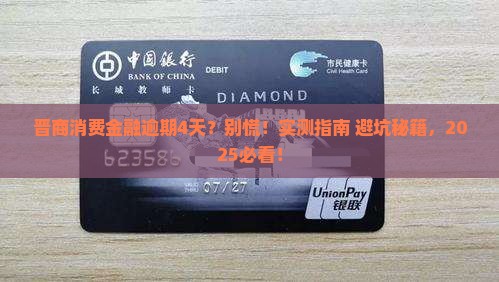 中国银行
BANK OF CHINA
DEBIT
市民健康卡
Civil Health Card
长城教师卡
DIAMOND
晋商消费金融逾期4天？别慌！实测指南 避坑秘籍，20
25必看！
623586
07/27
UnionPay
银联